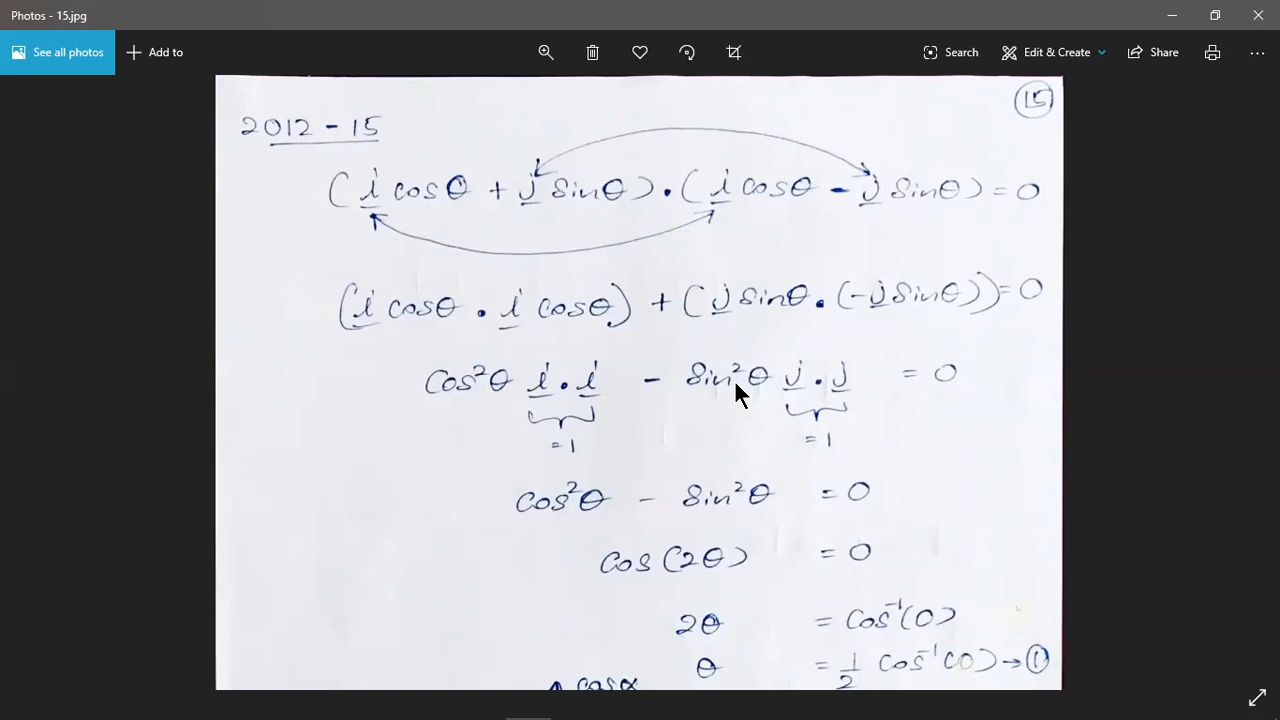 Photos - 15.jpg
See all photos
Add to
Search
Edit & Create
Share
15
2012 - 15
(i cosθ + j sinθ) . (i cosθ - j sinθ) = 0
(i cosθ . i cosθ) + (j sinθ . (-j sinθ)) = 0
cos²θ i . i - sin²θ j . j = 0
= 1 = 1
cos²θ - sin²θ = 0
cos(2θ) = 0
2θ = cos⁻¹(0)
θ = 1/2 cos⁻¹(0) → 1
cosα